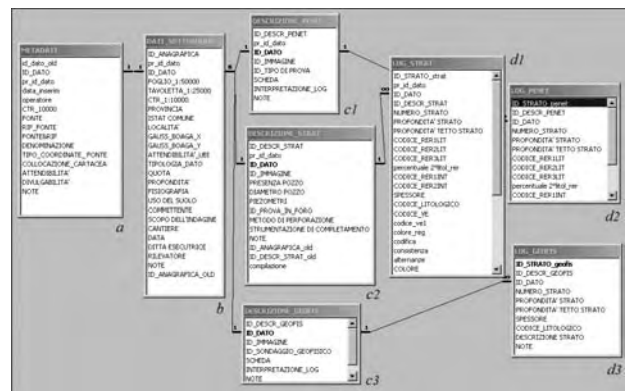 METADATI
id_dato_old
ID_DATO
pr_id_dato
data_inserim
operatore
CTR_10000
FONTE
RIF_FONTE
FONTE&RIF
DENOMINAZIONE
TIPO_COORDINATE_FONTE
COLLOCAZIONE_CARTACEA
ATTENDIBILITA'
DIVULGABILITA'
NOTE
a
DATI_SOTTOSUOLO
ID_ANAGRAFICA
pr_id_dato
ID_DATO
FOGLIO_1:50000
TAVOLETTA_1:25000
CTR_1:10000
PROVINCIA
ISTAT COMUNE
LOCALITA'
GAUSS_BOAGA_X
GAUSS_BOAGA_Y
ATTENDIBILITA_UBI
TIPOLOGIA_DATO
QUOTA
PROFONDITA'
FISIOGRAFIA
USO DEL SUOLO
COMMITTENTE
SCOPO DELL'INDAGINE
CANTIERE
DATA
DITTA ESECUTRICE
RILEVATORE
NOTE
ID_ANAGRAFICA_OLD
b
DESCRIZIONE_PENET
ID_DESCR_PENET
pr_id_dato
ID_DATO
ID_IMMAGINE
ID_TIPO DI PROVA
SCHEDA
INTERPRETAZIONE_LOG
NOTE
c1
DESCRIZIONE_STRAT
ID_DESCR_STRAT
pr_id_dato
ID_DATO
ID_IMMAGINE
PRESENZA POZZO
DIAMETRO POZZO
PIEZOMETRI
ID_PROVA_IN_FORO
METODO DI PERFORAZIONE
STRUMENTAZIONE DI COMPLETAMENTO
NOTE
ID_ANAGRAFICA_old
ID_DESCR_STRAT_old
compilazione
c2
DESCRIZIONE_GEOFIS
ID_DESCR_GEOFIS
ID_DATO
ID_IMMAGINE
ID_SONDAGGIO_GEOFISICO
SCHEDA
INTERPRETAZIONE_LOG
NOTE
c3
d1
LOG_STRAT
ID_STRATO_strat
pr_id_dato
ID_DATO
ID_DESCR_STRAT
NUMERO_STRATO
PROFONDITA' STRATO
PROFONDITA' TETTO STRATO
CODICE_RER1LIT
CODICE_RER2LIT
CODICE_RER3LIT
percentuale 2°litol_rer
CODICE_RER1INT
CODICE_RER2INT
SPESSORE
CODICE_LITOLOGICO
CODICE_VE
codice_ve1
colore_reg
codifica
consistenza
alternanze
COLORE
LOG_PENET
ID_STRATO_penet
ID_DESCR_PENET
ID_DATO
NUMERO_STRATO
PROFONDITA' STRATO
PROFONDITA' TETTO STRATO
CODICE_RER1LIT
CODICE_RER2LIT
CODICE_RER3LIT
percentuale 2°litol_rer
CODICE_RER1INT
d2
LOG_GEOFIS
ID_STRATO_geofis
ID_DESCR_GEOFIS
ID_DATO
NUMERO_STRATO
PROFONDITA' STRATO
PROFONDITA' TETTO STRATO
SPESSORE
CODICE_LITOLOGICO
DESCRIZIONE STRATO
NOTE
d3